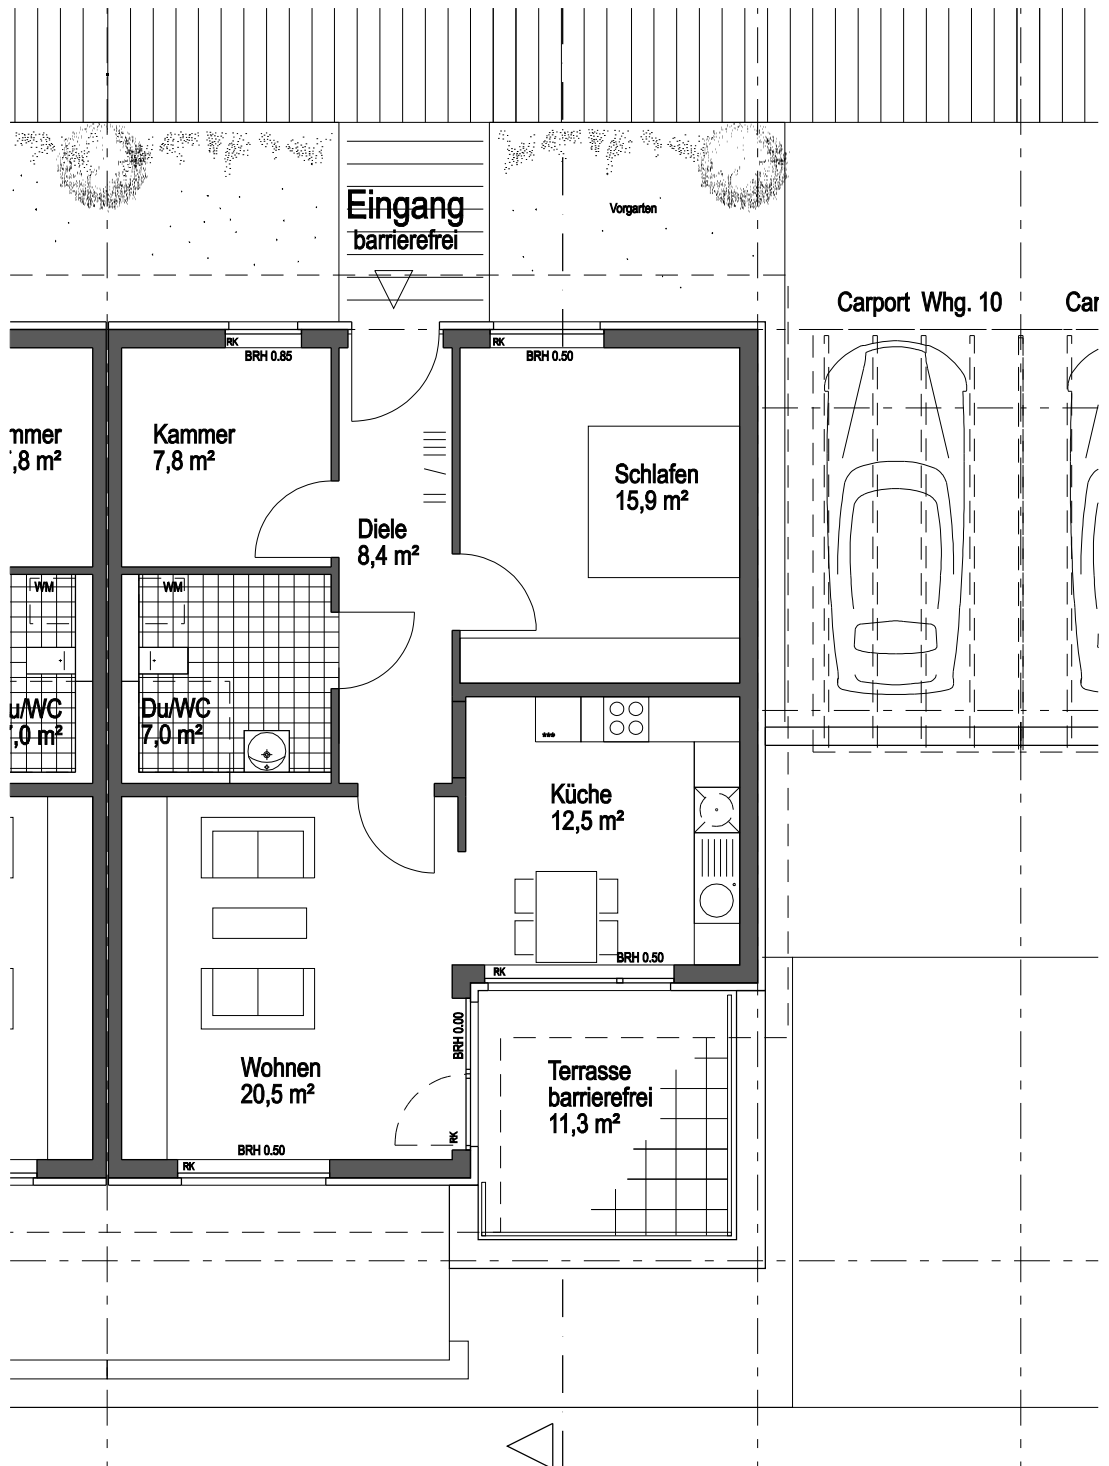 Eingang
barrierefrei
Vorgarten
Carport Whg. 10
Car
RK
BRH 0.85
RK
BRH 0.50
mmer
,8 m²
Kammer
7,8 m²
Schlafen
15,9 m²
Diele
8,4 m²
WM
WM
u/WC
,0 m²
Du/WC
7,0 m²
***
Küche
12,5 m²
BRH 0.50
RK
BRH 0.00
Wohnen
20,5 m²
Terrasse
barrierefrei
11,3 m²
RK
BRH 0.50
RK